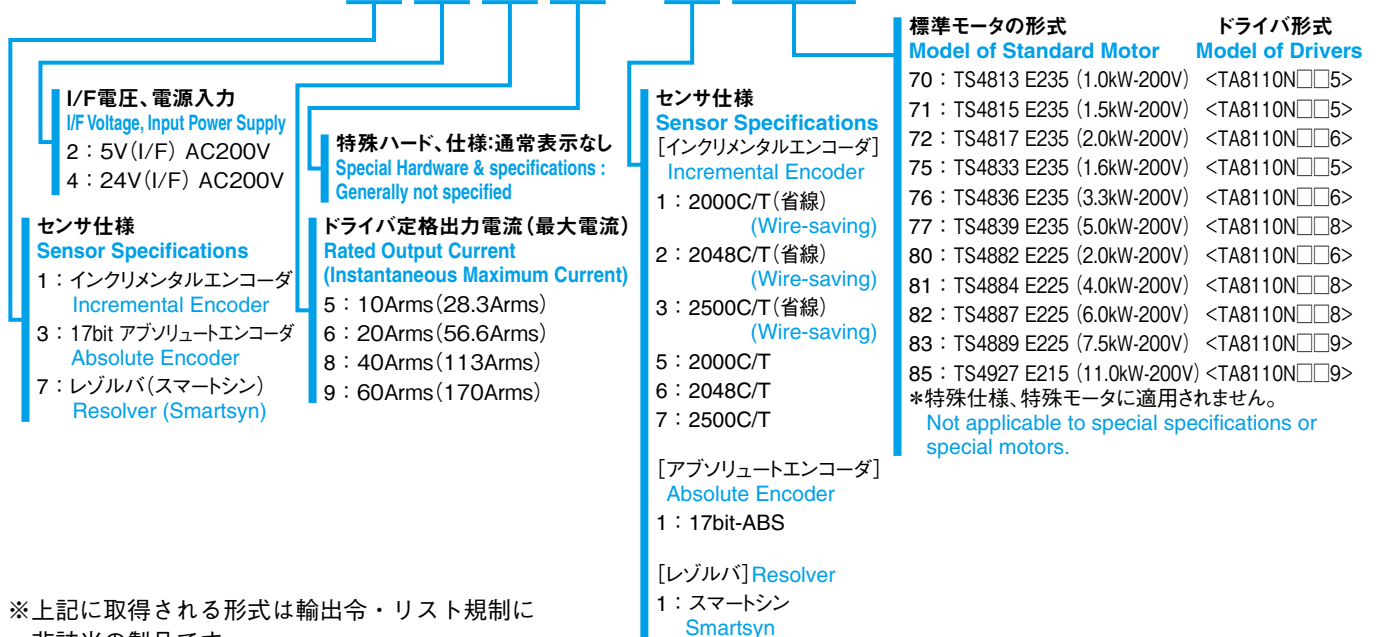 I/F電圧、電源入力
I/F Voltage, Input Power Supply
2：5V(I/F) AC200V
4：24V(I/F) AC200V
センサ仕様
Sensor Specifications
1：インクリメンタルエンコーダ
Incremental Encoder
3：17bit アブソリュートエンコーダ
Absolute Encoder
7：レゾルバ(スマートシン)
Resolver (Smartsyn)
特殊ハード、仕様:通常表示なし
Special Hardware & specifications :
Generally not specified
ドライバ定格出力電流(最大電流)
Rated Output Current
(Instantaneous Maximum Current)
5：10Arms(28.3Arms)
6：20Arms(56.6Arms)
8：40Arms(113Arms)
9：60Arms(170Arms)
センサ仕様
Sensor Specifications
[インクリメンタルエンコーダ]
Incremental Encoder
1：2000C/T(省線)
(Wire-saving)
2：2048C/T(省線)
(Wire-saving)
3：2500C/T(省線)
(Wire-saving)
5：2000C/T
6：2048C/T
7：2500C/T
[アブソリュートエンコーダ]
Absolute Encoder
1：17bit-ABS
[レゾルバ]Resolver
1：スマートシン
Smartsyn
標準モータの形式 ドライバ形式
Model of Standard Motor Model of Drivers
70：TS4813 E235 (1.0kW-200V) <TA8110N□□5>
71：TS4815 E235 (1.5kW-200V) <TA8110N□□5>
72：TS4817 E235 (2.0kW-200V) <TA8110N□□6>
75：TS4833 E235 (1.6kW-200V) <TA8110N□□5>
76：TS4836 E235 (3.3kW-200V) <TA8110N□□6>
77：TS4839 E235 (5.0kW-200V) <TA8110N□□8>
80：TS4882 E225 (2.0kW-200V) <TA8110N□□6>
81：TS4884 E225 (4.0kW-200V) <TA8110N□□8>
82：TS4887 E225 (6.0kW-200V) <TA8110N□□8>
83：TS4889 E225 (7.5kW-200V) <TA8110N□□9>
85：TS4927 E215 (11.0kW-200V) <TA8110N□□9>
*特殊仕様、特殊モータに適用されません。
Not applicable to special specifications or
special motors.
※上記に取得される形式は輸出令・リスト規制に